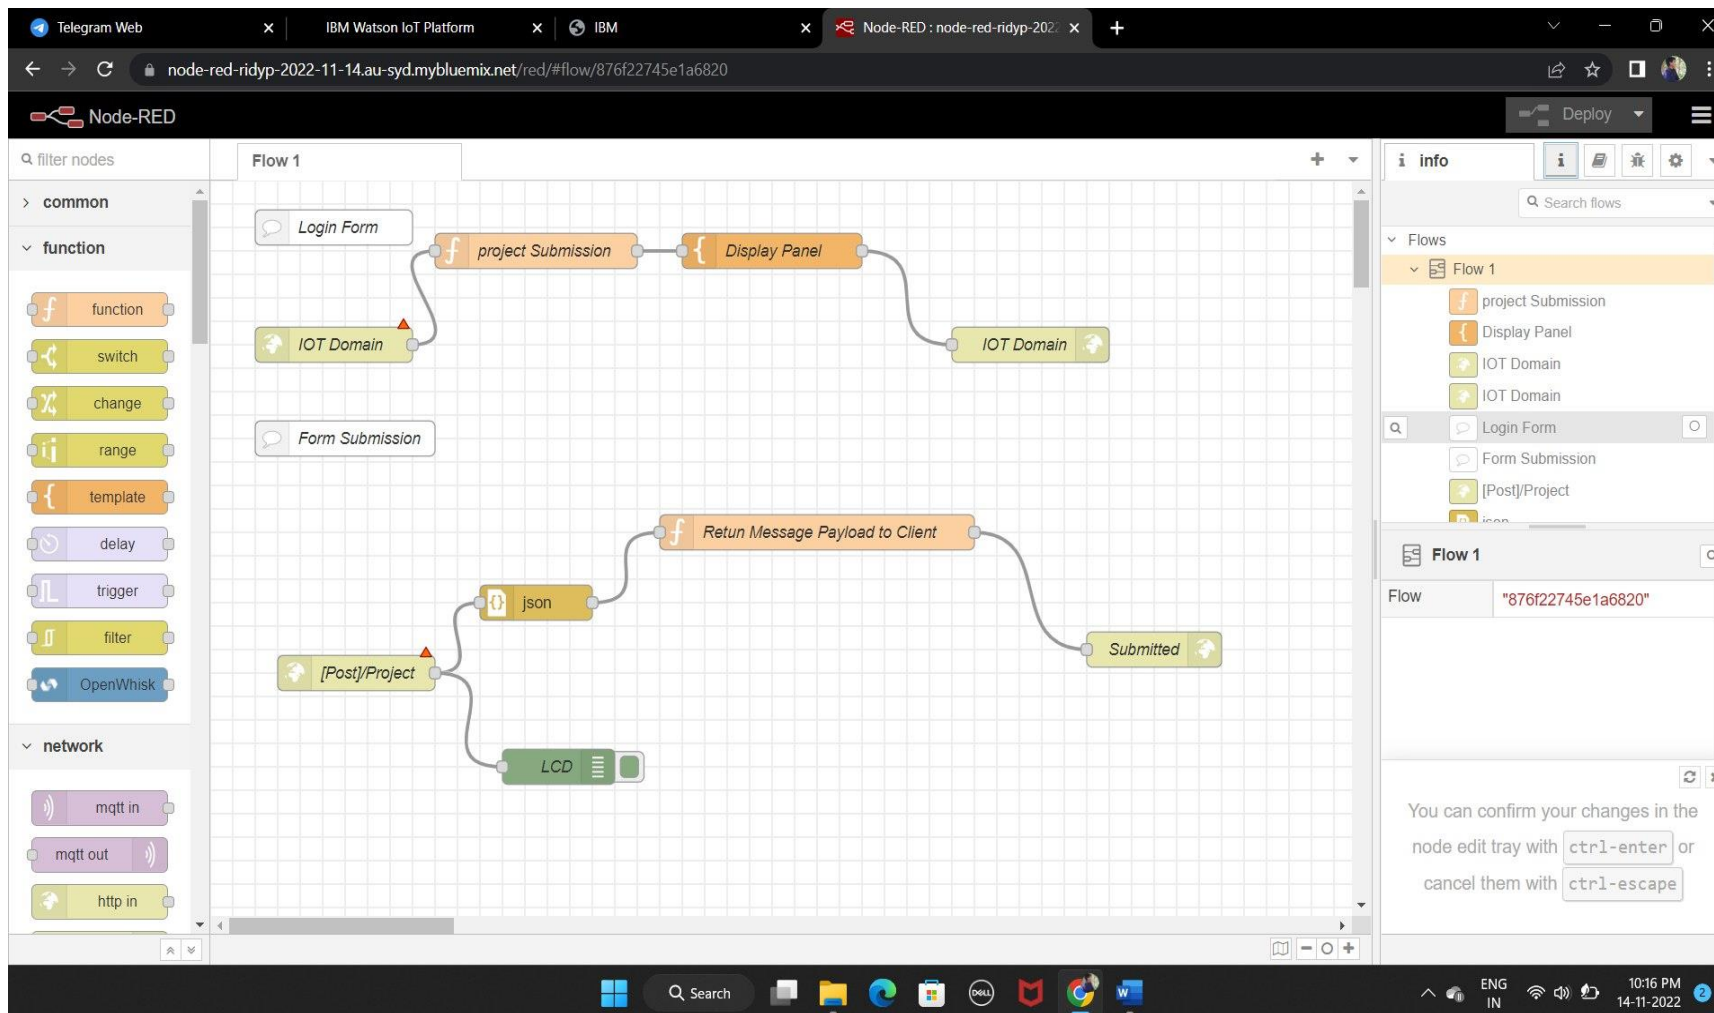 Telegram Web
IBM Watson IoT Platform
IBM
Node-RED : node-red-ridyp-2022
node-red-ridyp-2022-11-14.au-syd.mybluemix.net/red/#flow/876f22745e1a6820
Node-RED
Deploy
filter nodes
common
function
function
switch
change
range
template
delay
trigger
filter
OpenWhisk
network
mqtt in
mqtt out
http in
Flow 1
Login Form
project Submission
Display Panel
IOT Domain
IOT Domain
Form Submission
Retun Message Payload to Client
json
[Post]/Project
Submitted
LCD
i info
Search flows
Flows
Flow 1
project Submission
Display Panel
IOT Domain
IOT Domain
Login Form
Form Submission
[Post]/Project
json
Flow 1
Flow "876f22745e1a6820"
You can confirm your changes in the
node edit tray with ctrl-enter or
cancel them with ctrl-escape
Search
DELL
W
ENG
IN
10:16 PM
14-11-2022
2